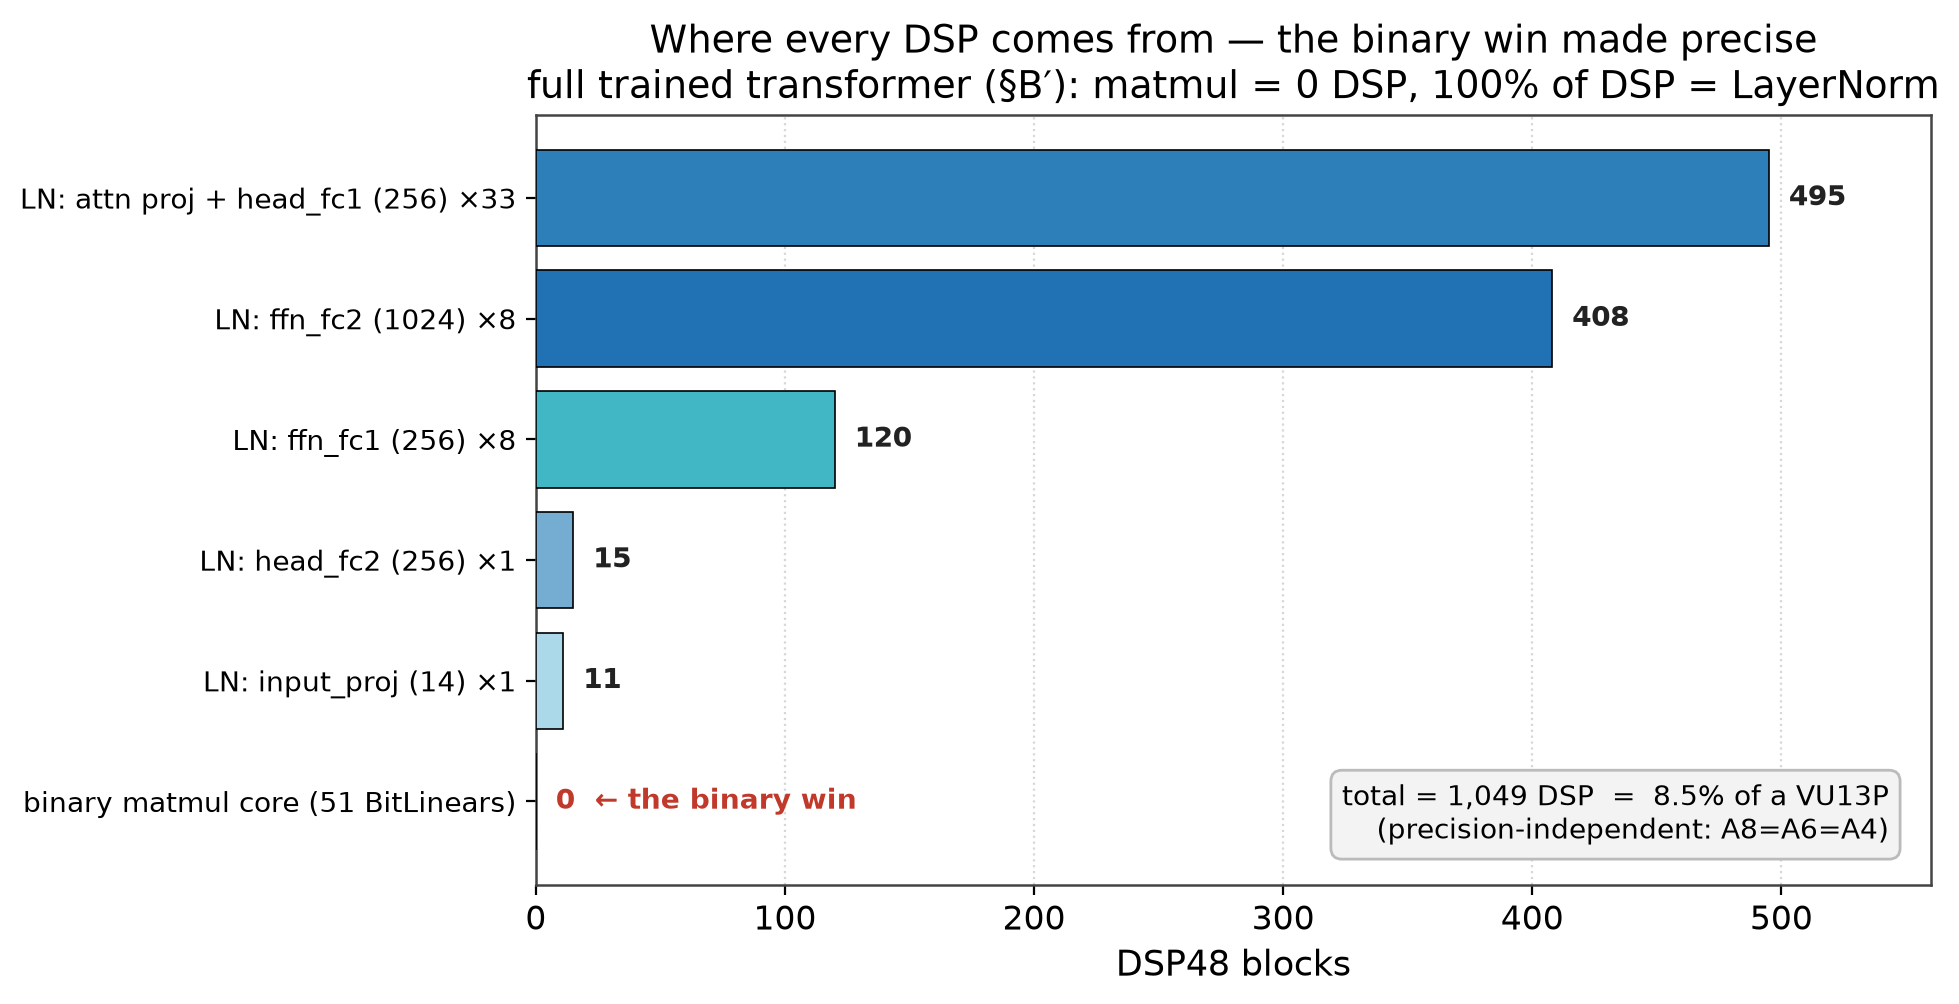 Where every DSP comes from — the binary win made precise
full trained transformer (§B′): matmul = 0 DSP, 100% of DSP = LayerNorm
LN: attn proj + head_fc1 (256) ×33
495
LN: ffn_fc2 (1024) ×8
408
LN: ffn_fc1 (256) ×8
120
LN: head_fc2 (256) ×1
15
LN: input_proj (14) ×1
11
binary matmul core (51 BitLinears)
0 ← the binary win
total = 1,049 DSP = 8.5% of a VU13P
(precision-independent: A8=A6=A4)
0 100 200 300 400 500
DSP48 blocks